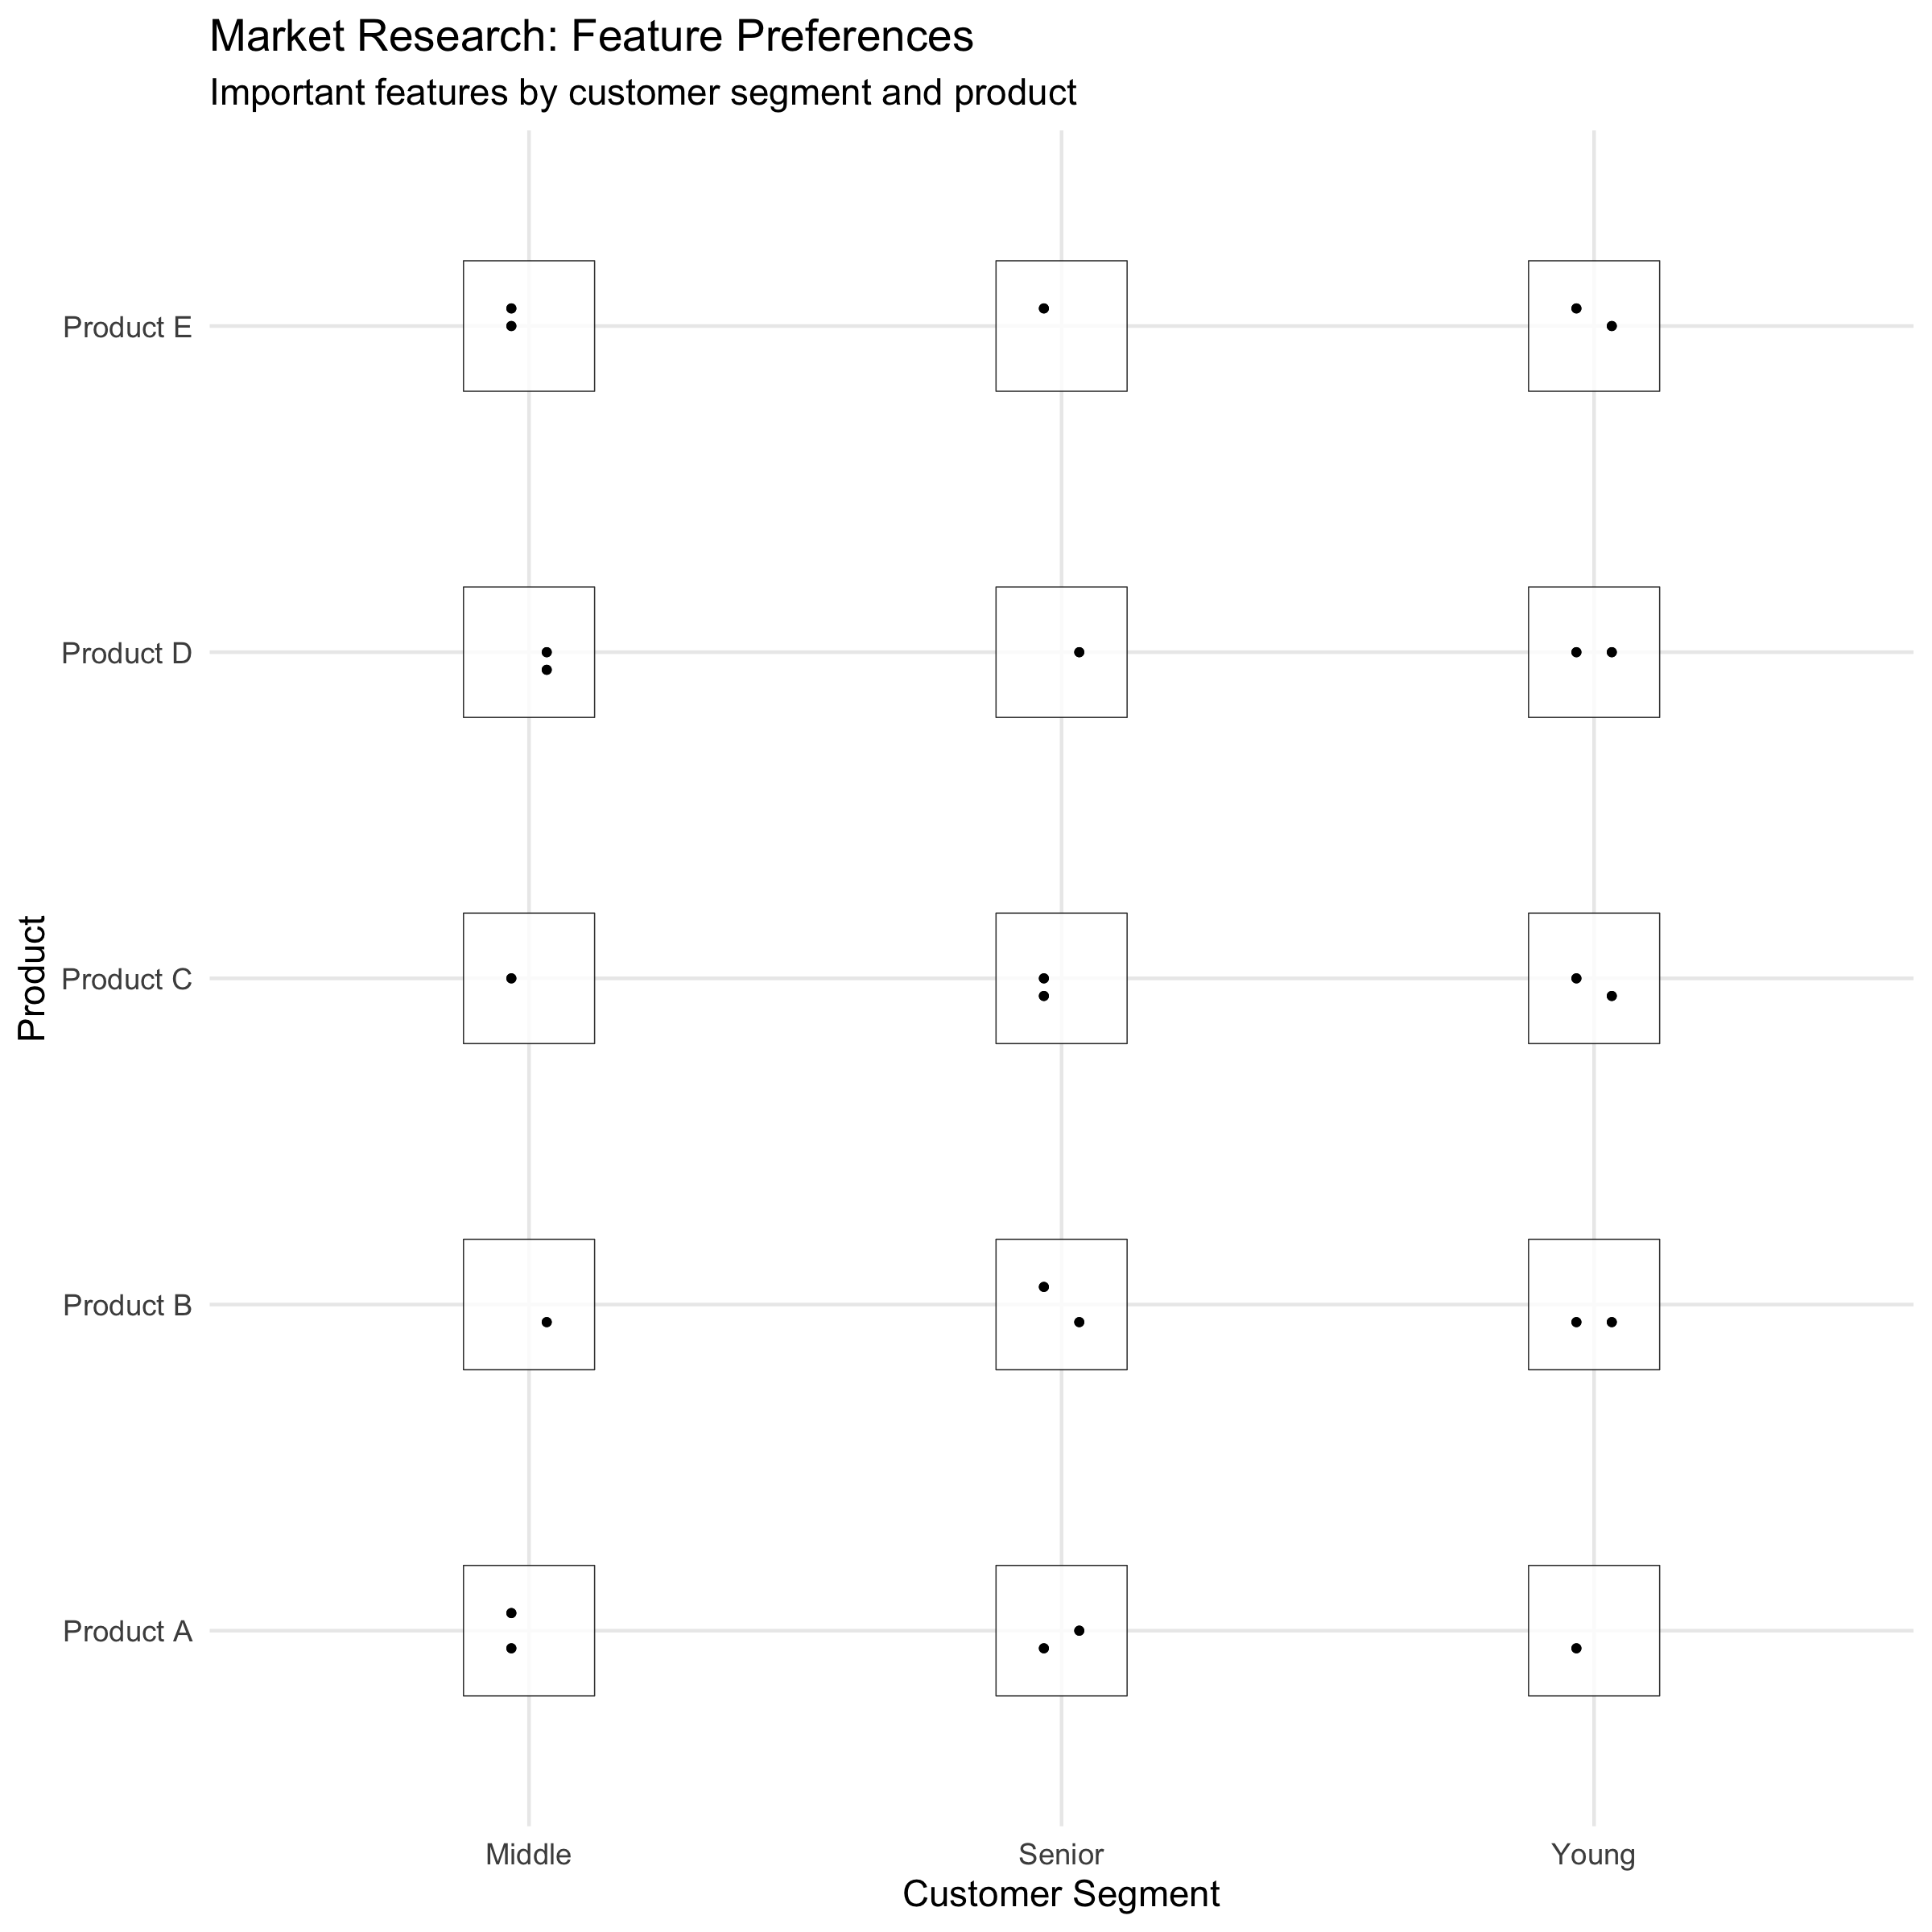 Market Research: Feature Preferences
Important features by customer segment and product
Product E
Product D
Product C
Product B
Product A
Product
Middle
Senior
Young
Customer Segment